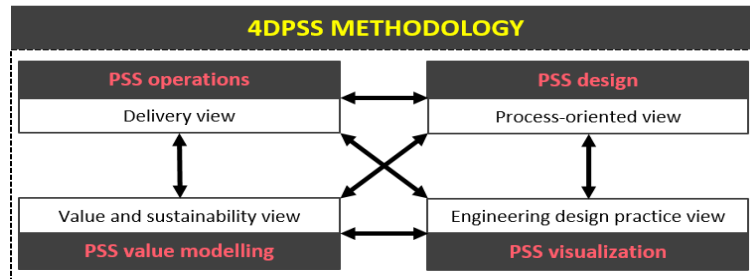 4DPSS METHODOLOGY
PSS operations
Delivery view
PSS design
Process-oriented view
Value and sustainability view
PSS value modelling
Engineering design practice view
PSS visualization